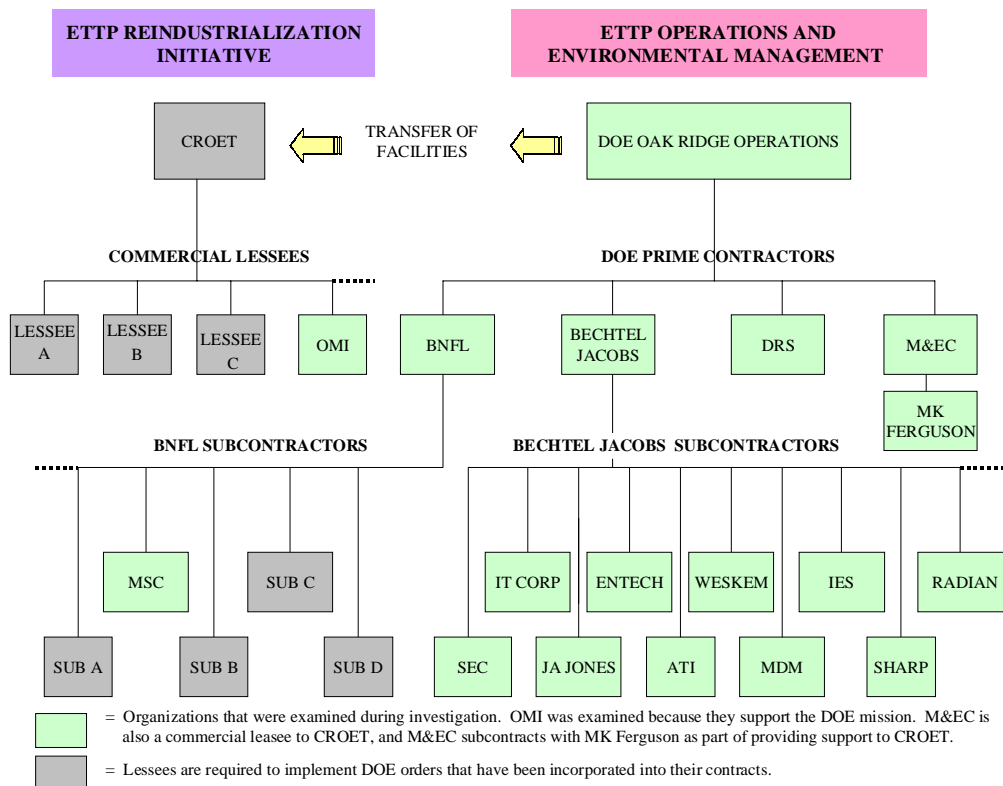 ETTP REINDUSTRIALIZATION
INITIATIVE
ETTP OPERATIONS AND
ENVIRONMENTAL MANAGEMENT
CROET
TRANSFER OF
FACILITIES
DOE OAK RIDGE OPERATIONS
COMMERCIAL LESSEES
DOE PRIME CONTRACTORS
LESSEE
A
LESSEE
B
LESSEE
C
OMI
BNFL
BECHTEL
JACOBS
DRS
M&EC
MK
FERGUSON
BNFL SUBCONTRACTORS
BECHTEL JACOBS SUBCONTRACTORS
MSC
SUB C
IT CORP
ENTECH
WESKEM
IES
RADIAN
SUB A
SUB B
SUB D
SEC
JA JONES
ATI
MDM
SHARP
= Organizations that were examined during investigation. OMI was examined because they support the DOE mission. M&EC is
also a commercial leasee to CROET, and M&EC subcontracts with MK Ferguson as part of providing support to CROET.
= Lessees are required to implement DOE orders that have been incorporated into their contracts.